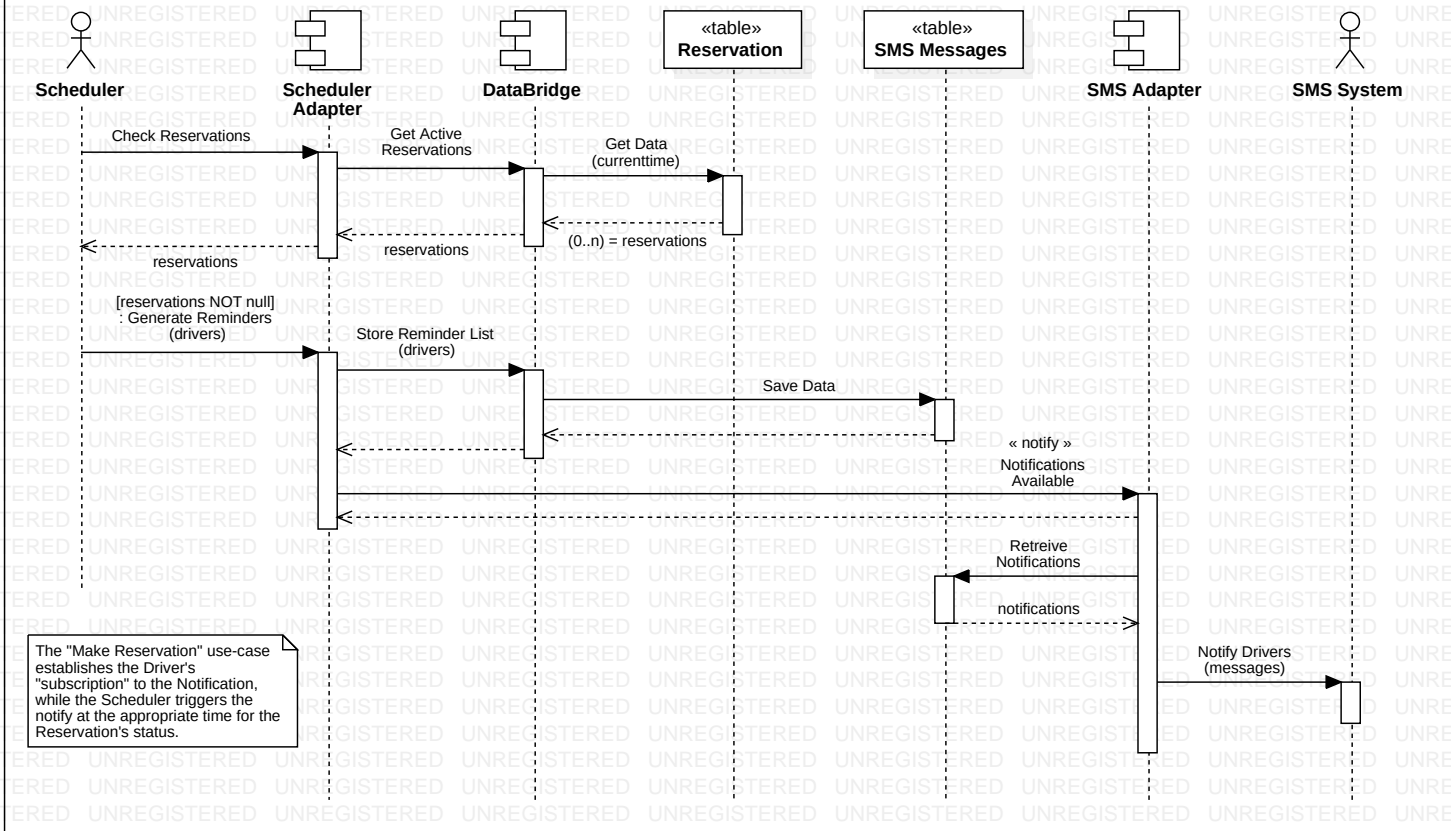 «table»
Reservation
«table»
SMS Messages
Scheduler
Scheduler
Adapter
DataBridge
SMS Adapter
SMS System
Check Reservations
Get Active
Reservations
Get Data
(currenttime)
(0..n) = reservations
reservations
reservations
[reservations NOT null]
: Generate Reminders
(drivers)
Store Reminder List
(drivers)
Save Data
« notify »
Notifications
Available
Retreive
Notifications
notifications
Notify Drivers
(messages)
The "Make Reservation" use-case
establishes the Driver's
"subscription" to the Notification,
while the Scheduler triggers the
notify at the appropriate time for the
Reservation's status.
UNREGISTERED